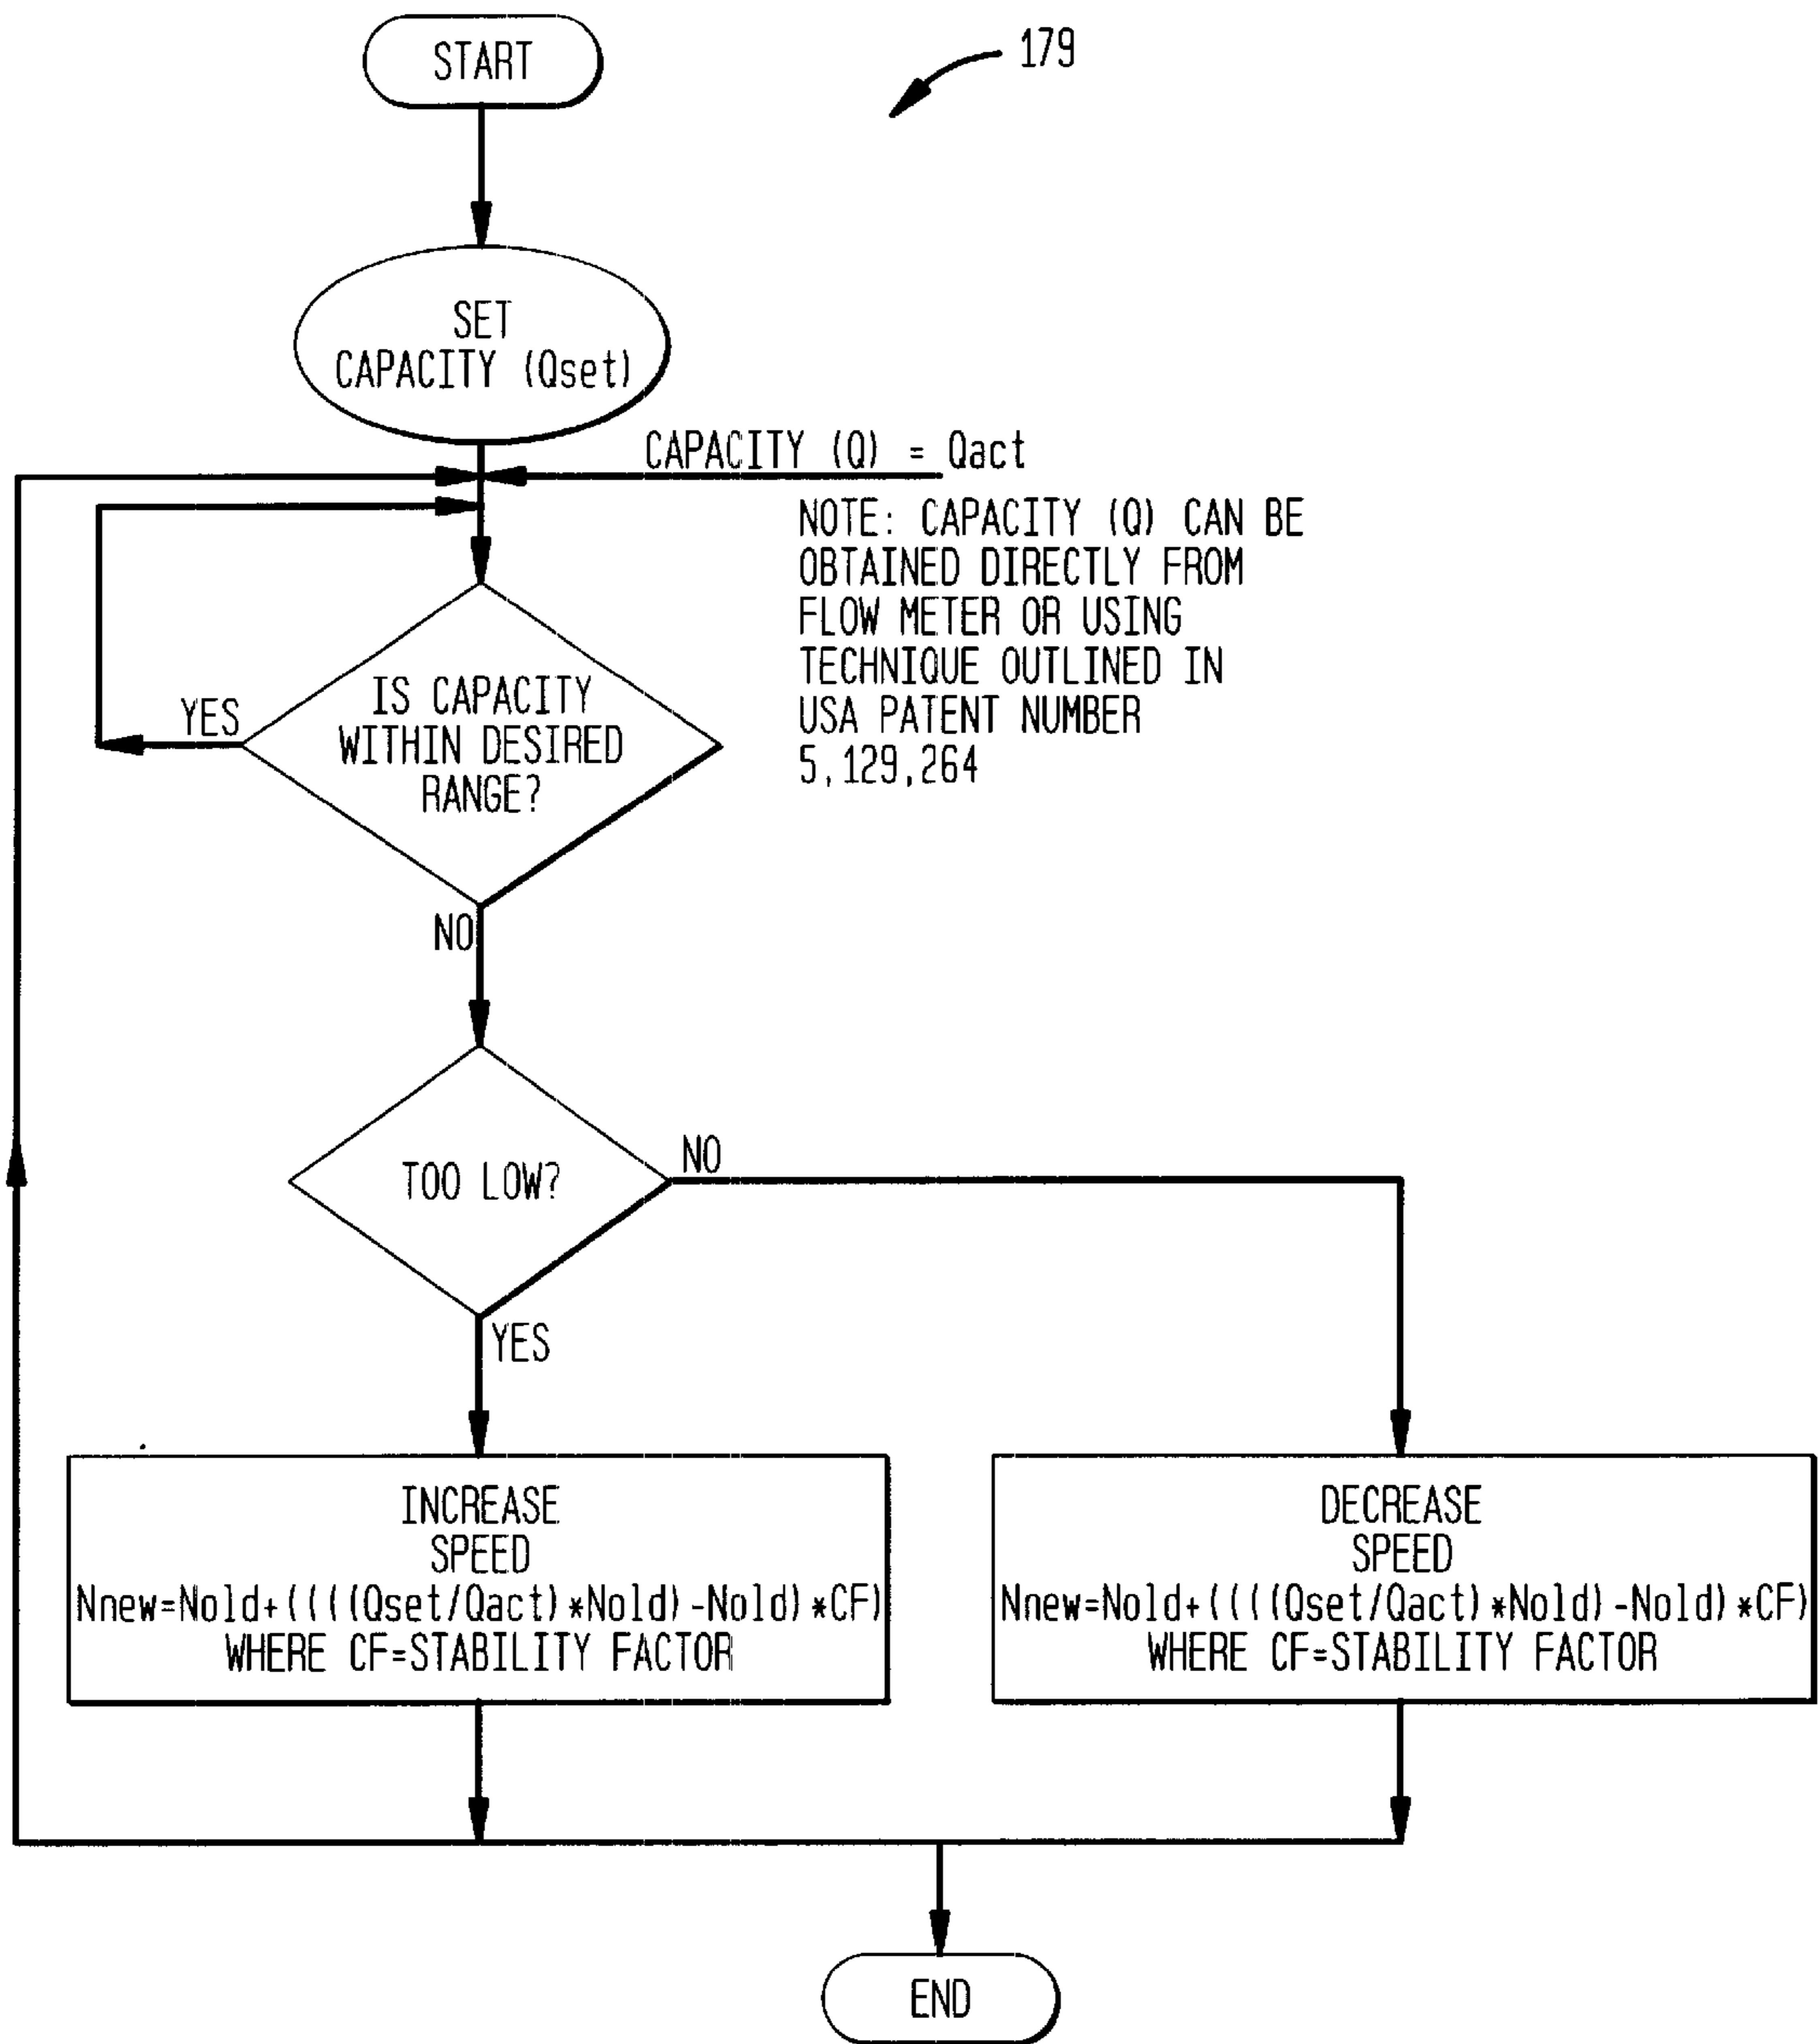 START
179
SET
CAPACITY (Qset)
CAPACITY (Q) = Qact
NOTE: CAPACITY (Q) CAN BE
OBTAINED DIRECTLY FROM
FLOW METER OR USING
TECHNIQUE OUTLINED IN
USA PATENT NUMBER
5,129,264
YES
IS CAPACITY
WITHIN DESIRED
RANGE?
NO
TOO LOW?
NO
YES
INCREASE
SPEED
Nnew=Nold+((((Qset/Qact)*Nold)-Nold)*CF)
WHERE CF=STABILITY FACTOR
DECREASE
SPEED
Nnew=Nold+((((Qset/Qact)*Nold)-Nold)*CF)
WHERE CF=STABILITY FACTOR
END